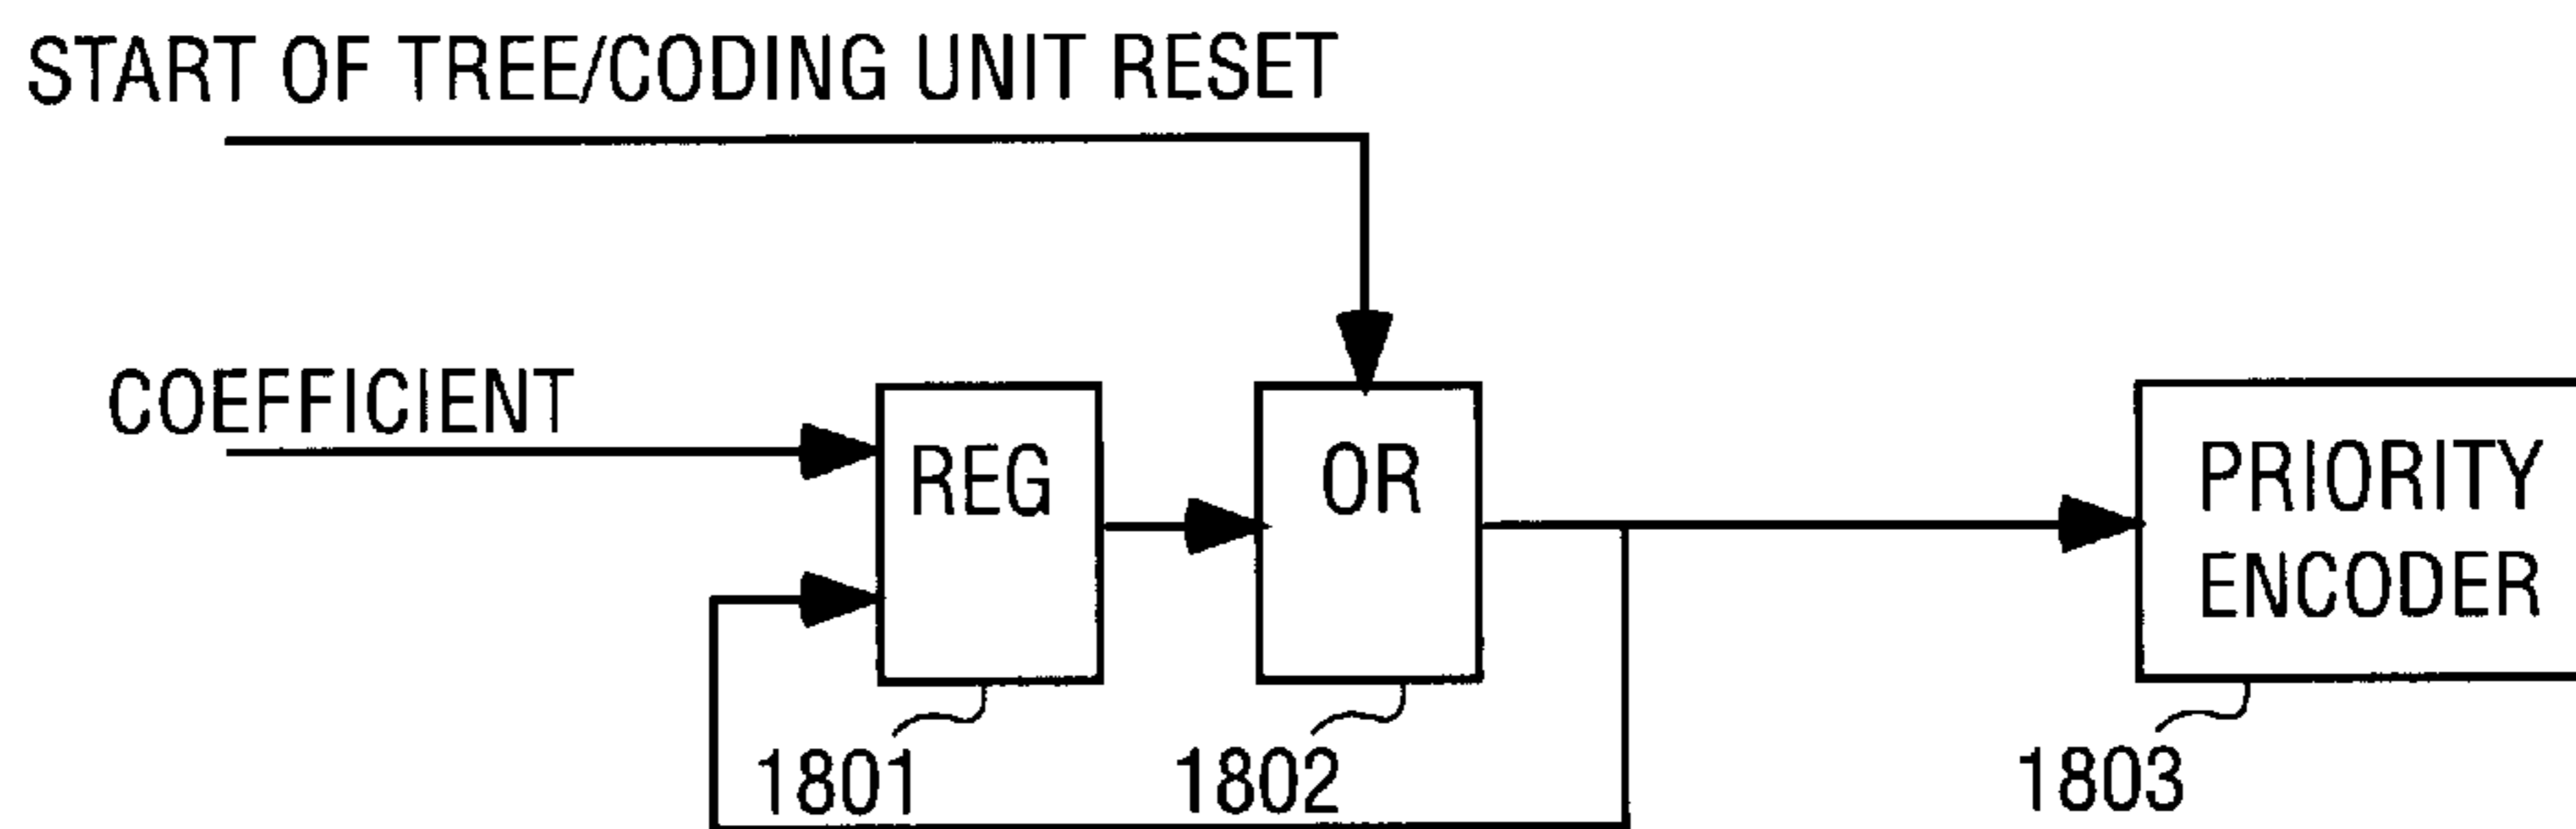 START OF TREE/CODING UNIT RESET
COEFFICIENT
REG
OR
PRIORITY
ENCODER
1801
1802
1803